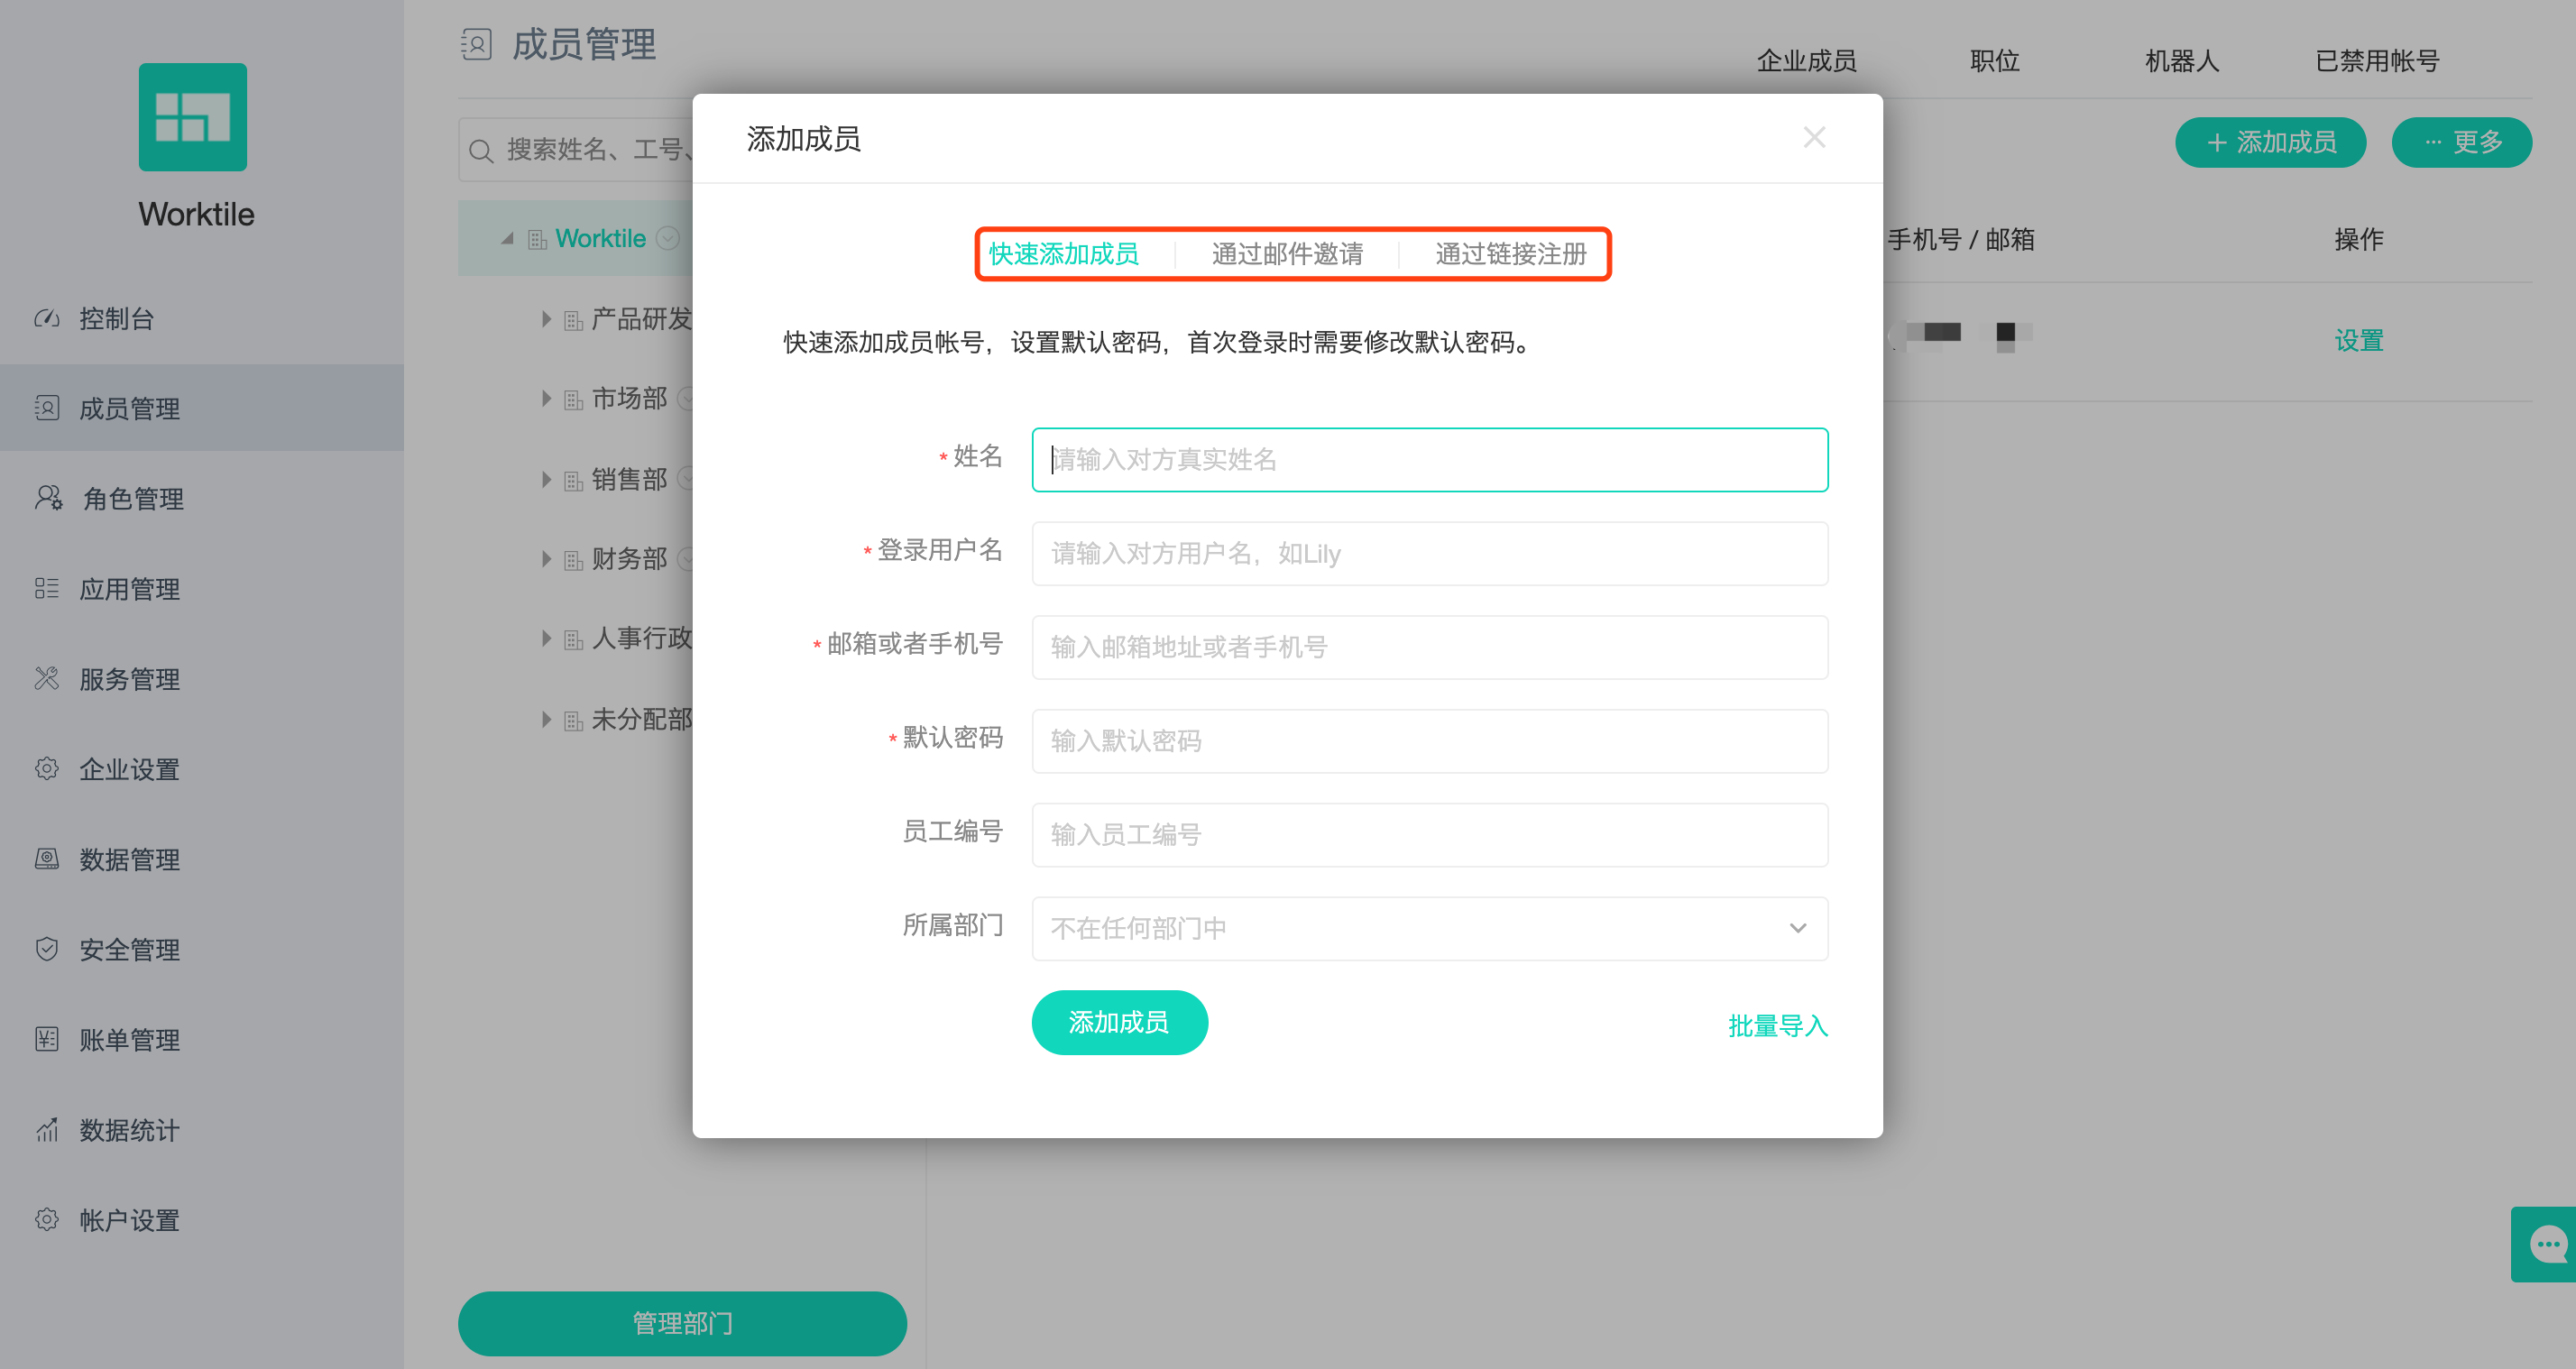 Worktile
控制台
成员管理
角色管理
应用管理
服务管理
企业设置
数据管理
安全管理
账单管理
数据统计
帐户设置
成员管理
企业成员
职位
机器人
已禁用帐号
搜索姓名、工号、
+ 添加成员
··· 更多
Worktile
产品研发
市场部
销售部
财务部
人事行政
未分配部
管理部门
手机号 / 邮箱
操作
设置
添加成员
快速添加成员
通过邮件邀请
通过链接注册
快速添加成员帐号，设置默认密码，首次登录时需要修改默认密码。
* 姓名
请输入对方真实姓名
* 登录用户名
请输入对方用户名，如Lily
* 邮箱或者手机号
输入邮箱地址或者手机号
* 默认密码
输入默认密码
员工编号
输入员工编号
所属部门
不在任何部门中
添加成员
批量导入